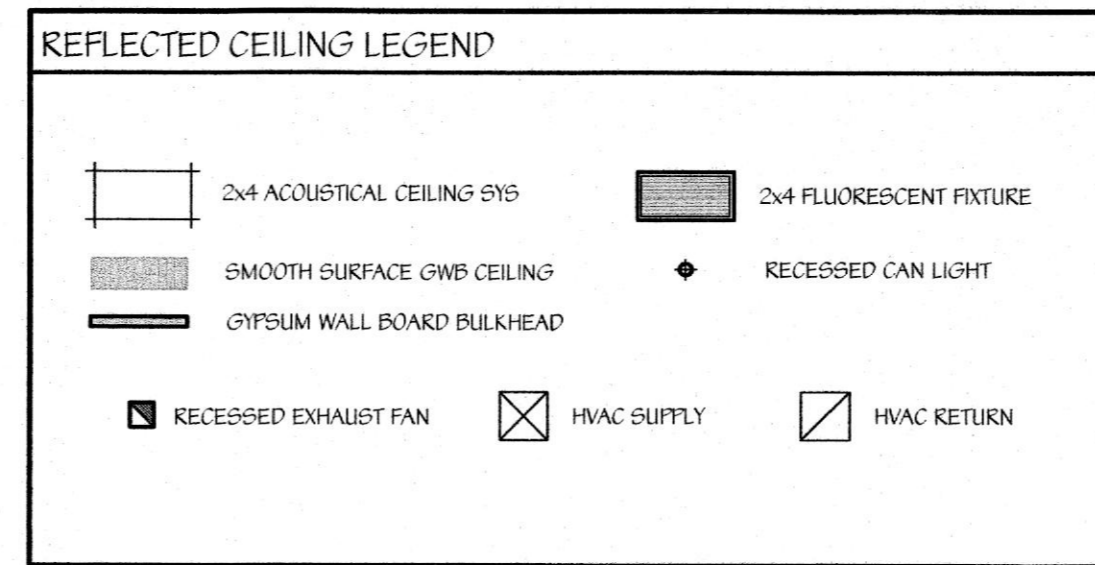 REFLECTED CEILING LEGEND
2x4 ACOUSTICAL CEILING SYS
2x4 FLUORESCENT FIXTURE
SMOOTH SURFACE GWB CEILING
RECESSED CAN LIGHT
GYPSUM WALL BOARD BULKHEAD
RECESSED EXHAUST FAN
HVAC SUPPLY
HVAC RETURN